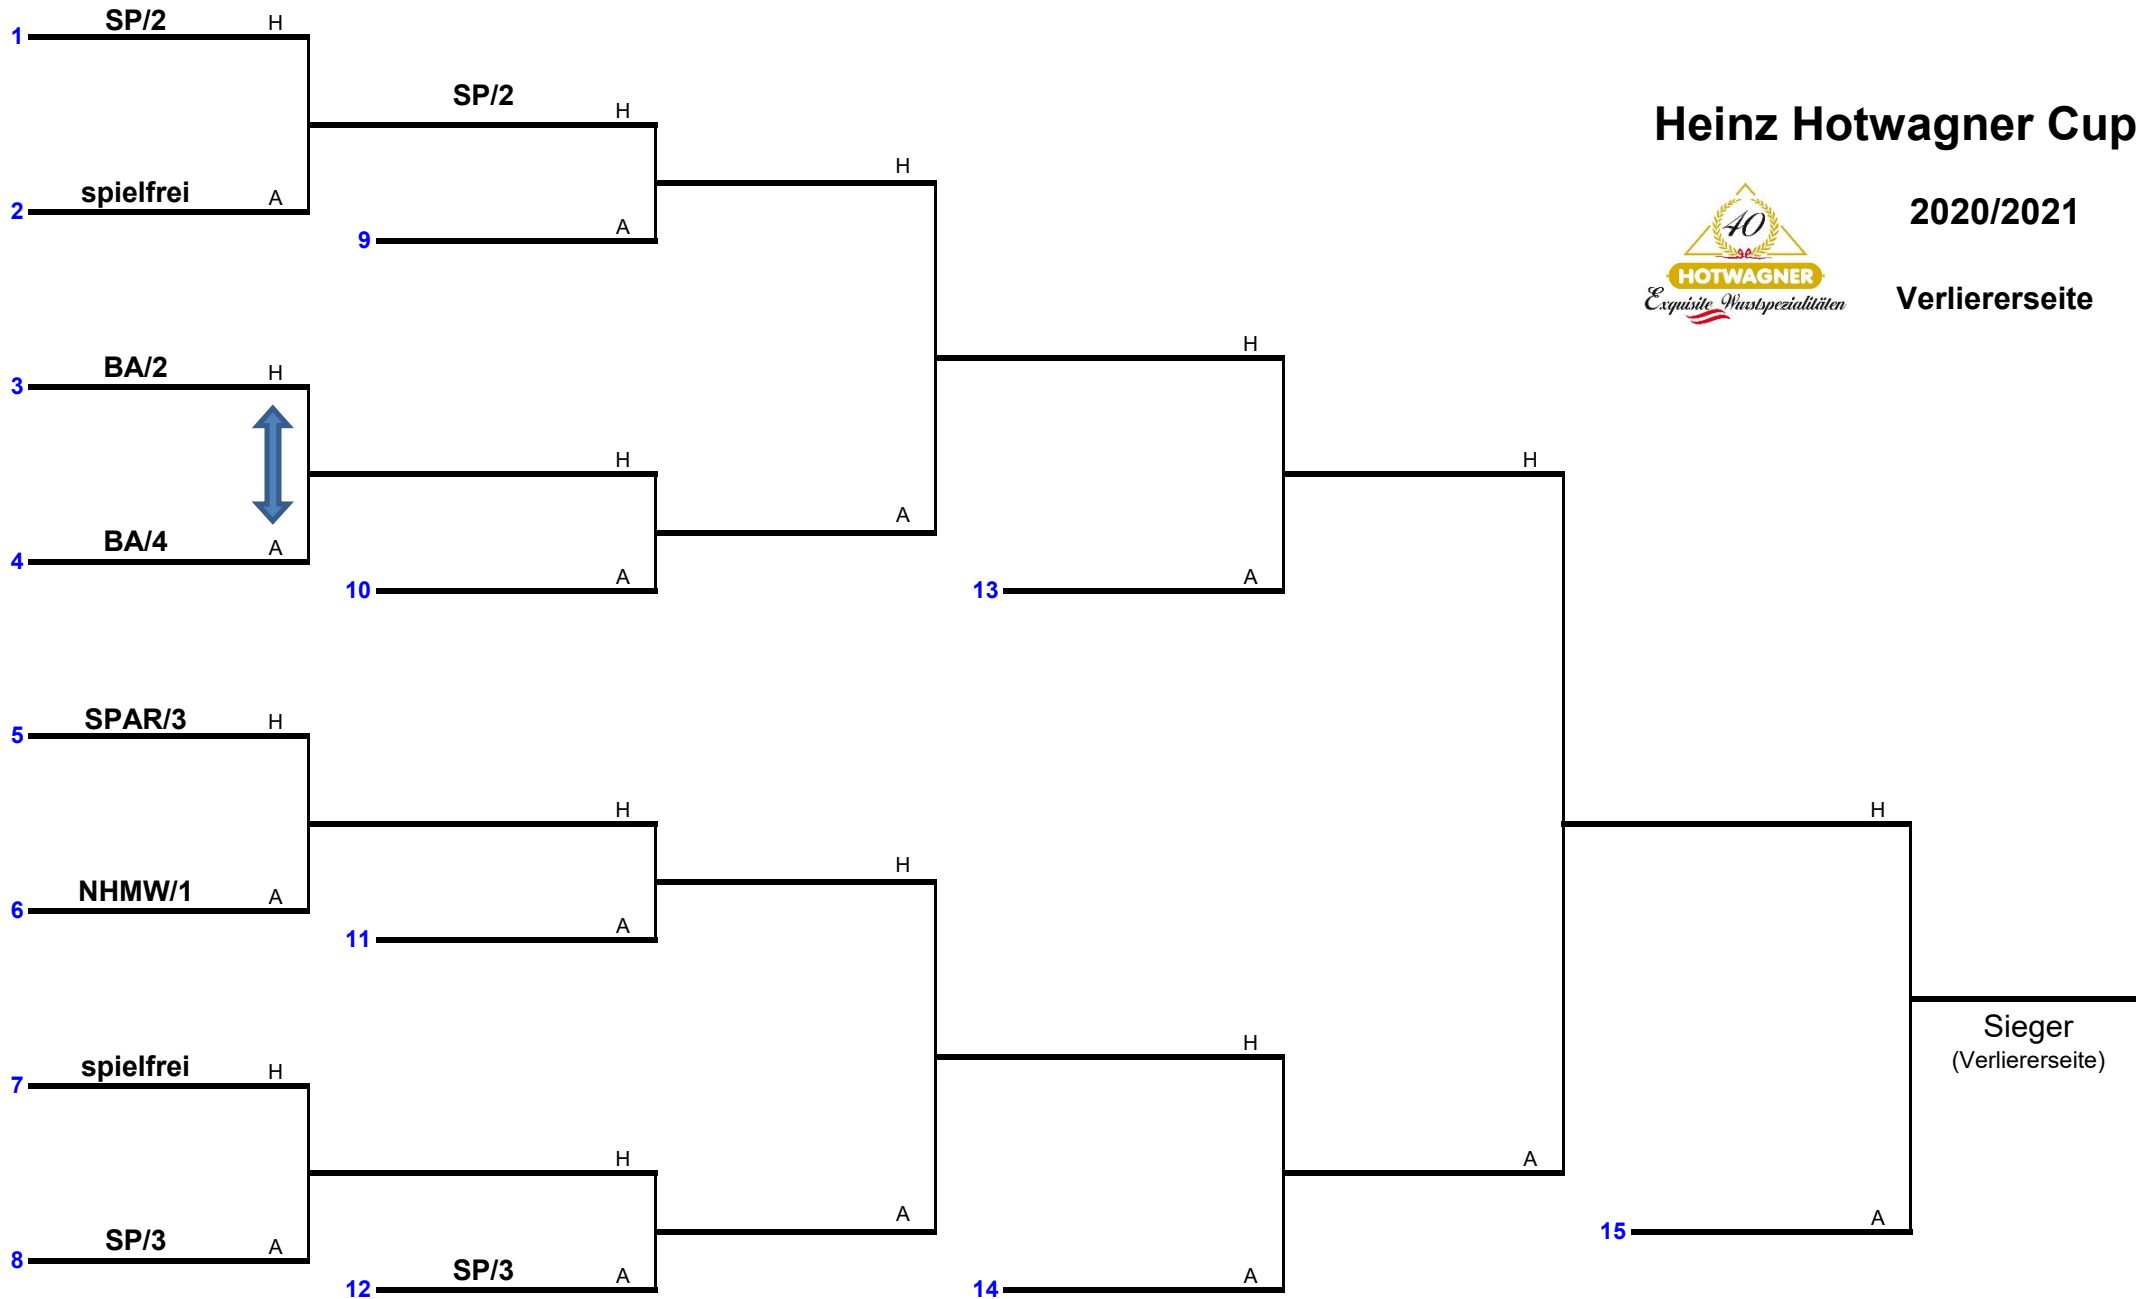 SP/2 H
1
SP/2 H
Heinz Hotwagner Cup
H
spielfrei A
2
2020/2021
40
9 A
HOTWAGNER
Exquisite Wurstspezialitäten
Verliererseite
H
BA/2 H
3
H
H
A
BA/4 A
4
10 A
13 A
SPAR/3 H
5
H
H
H
NHMW/1 A
6
11 A
Sieger
(Verliererseite)
H
spielfrei H
7
H
A
A
A
15
SP/3 A
8
SP/3 A
12
14 A